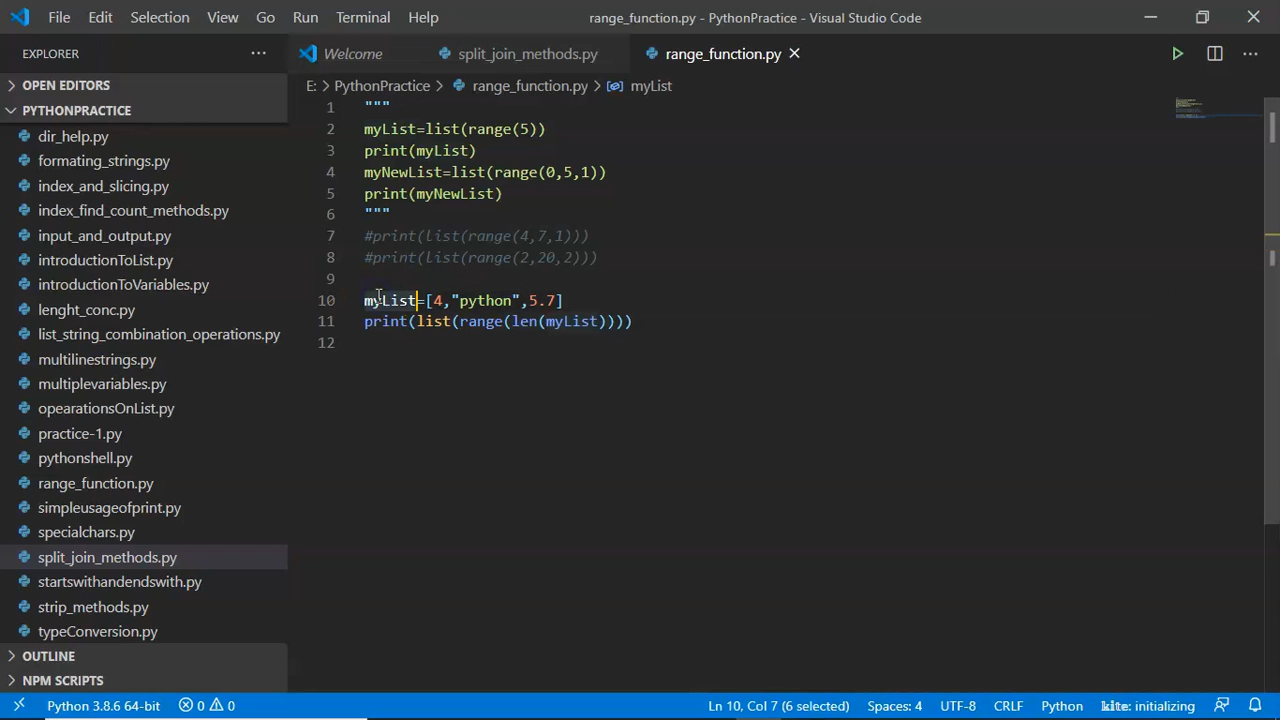 File Edit Selection View Go Run Terminal Help range_function.py - PythonPractice - Visual Studio Code
EXPLORER
Welcome split_join_methods.py range_function.py
OPEN EDITORS
E: > PythonPractice > range_function.py > myList
PYTHONPRACTICE
dir_help.py
formating_strings.py
index_and_slicing.py
index_find_count_methods.py
input_and_output.py
introductionToList.py
introductionToVariables.py
lenght_conc.py
list_string_combination_operations.py
multilinestrings.py
multiplevariables.py
opearationsOnList.py
practice-1.py
pythonshell.py
range_function.py
simpleusageofprint.py
specialchars.py
split_join_methods.py
startswithandendswith.py
strip_methods.py
typeConversion.py
OUTLINE
NPM SCRIPTS
1 """
2 myList=list(range(5))
3 print(myList)
4 myNewList=list(range(0,5,1))
5 print(myNewList)
6 """
7 #print(list(range(4,7,1)))
8 #print(list(range(2,20,2)))
9
10 myList=[4,"python",5.7]
11 print(list(range(len(myList))))
12
Python 3.8.6 64-bit 0 0 Ln 10, Col 7 (6 selected) Spaces: 4 UTF-8 CRLF Python kite: initializing